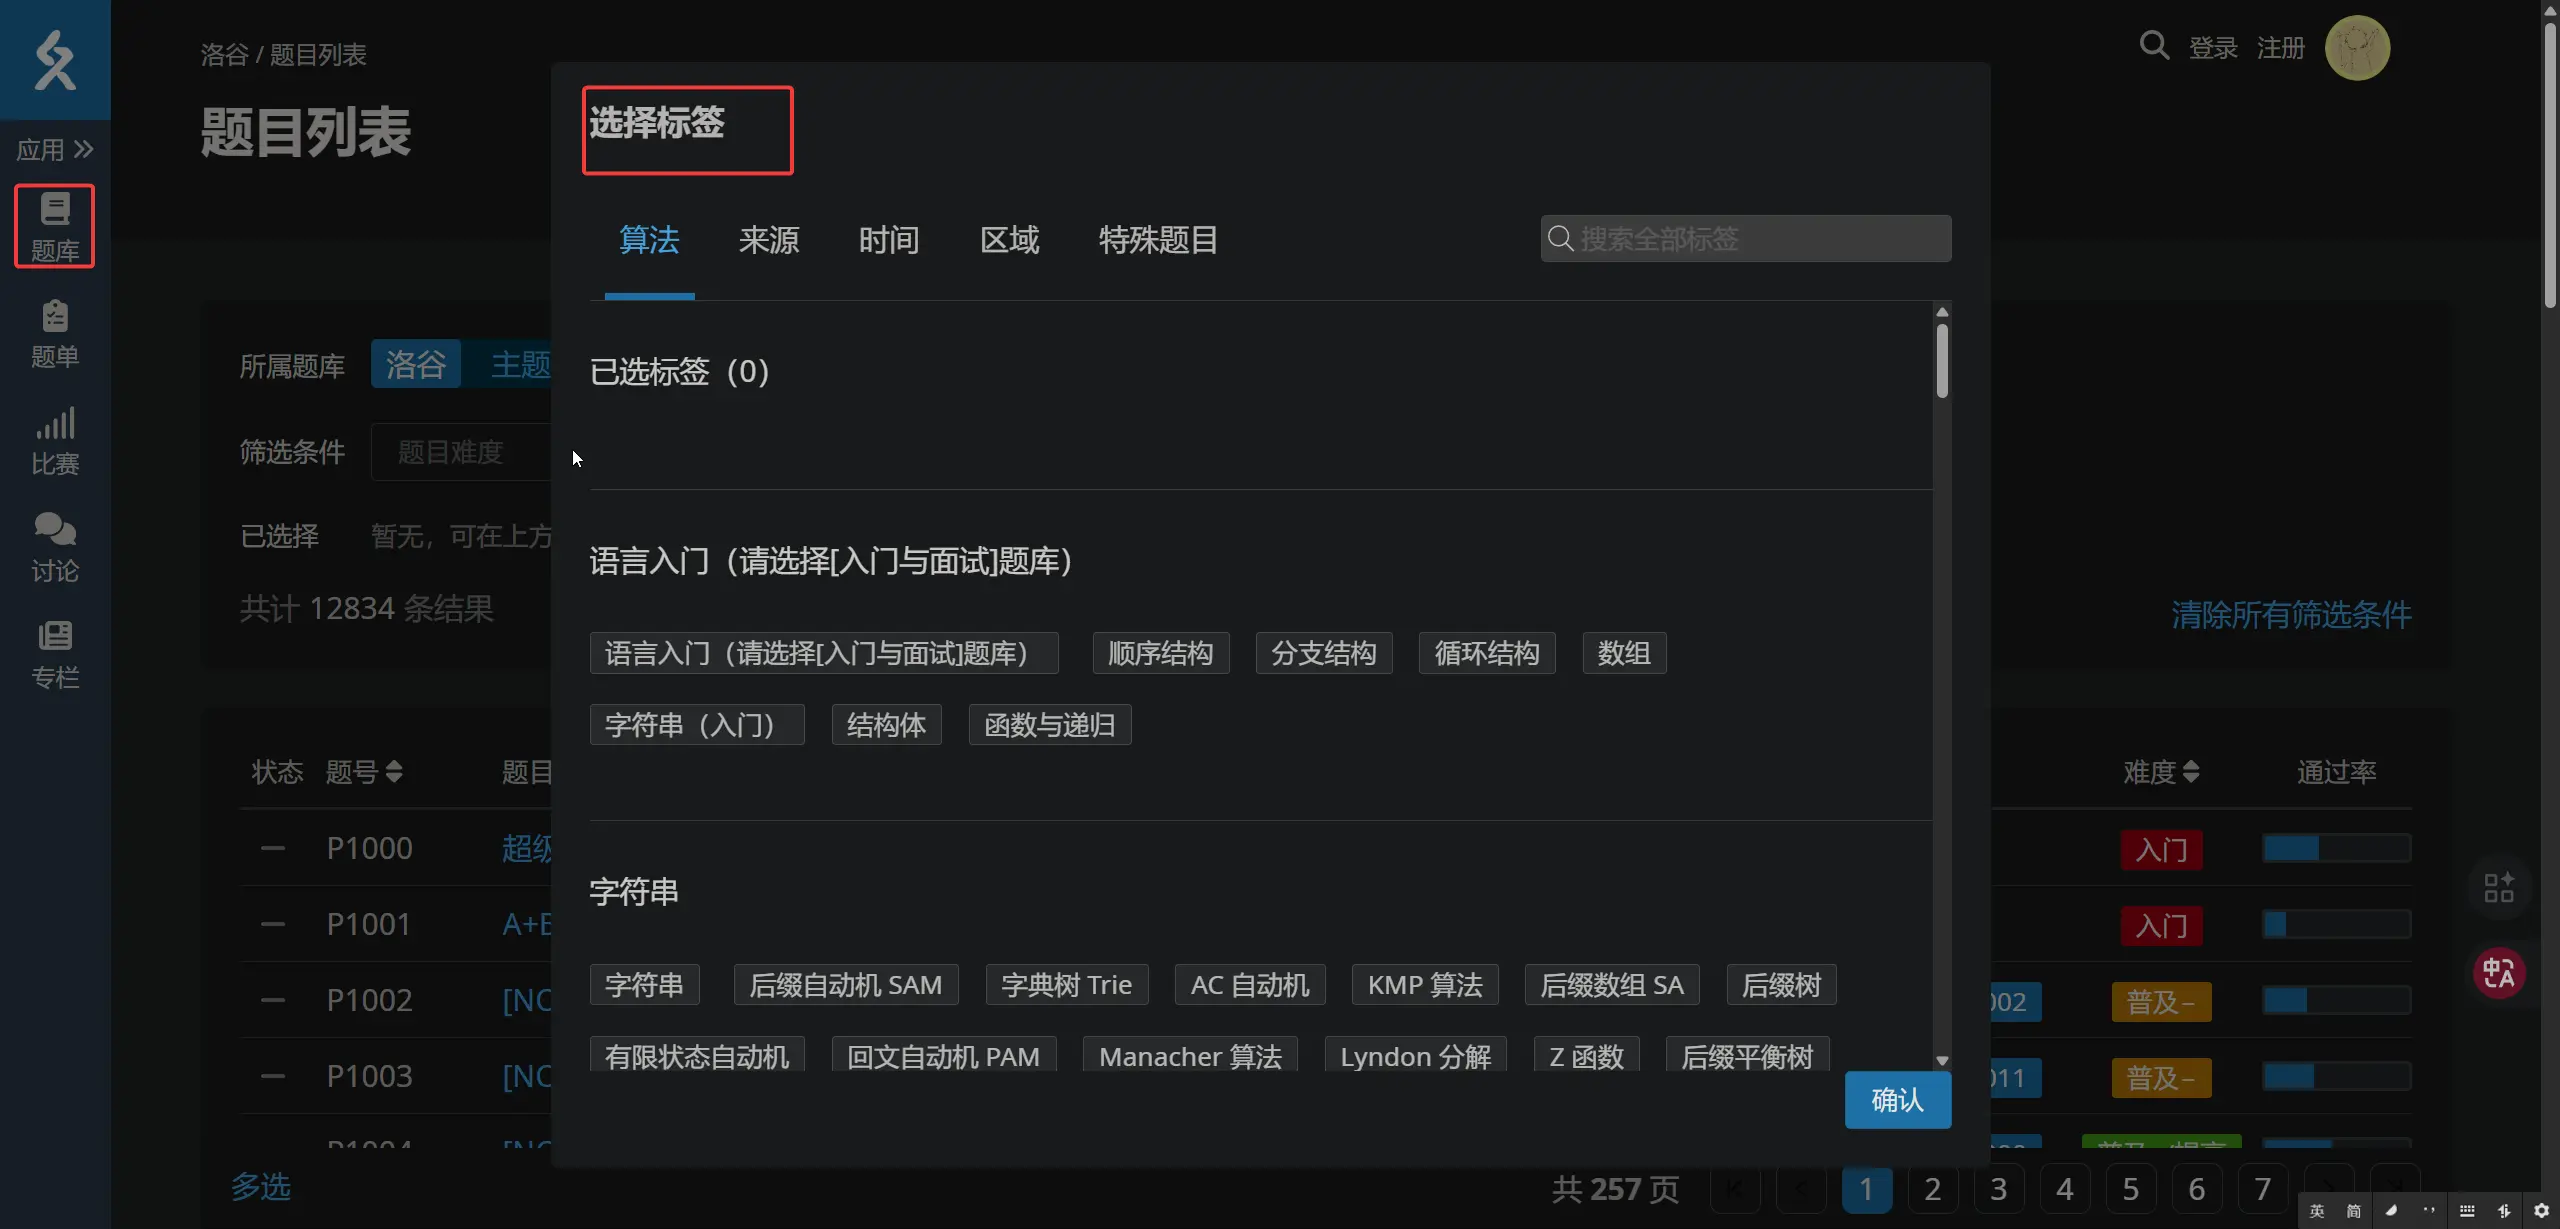 洛谷 / 题目列表
登录 注册
题目列表
选择标签
应用
题库
算法 来源 时间 区域 特殊题目
搜索全部标签
题单
所属题库 洛谷 主题
已选标签（0）
比赛
筛选条件 题目难度
已选择 暂无，可在上方
讨论
语言入门（请选择[入门与面试]题库）
共计 12834 条结果
清除所有筛选条件
语言入门（请选择[入门与面试]题库） 顺序结构 分支结构 循环结构 数组
专栏
字符串（入门） 结构体 函数与递归
状态 题号 题目
难度 通过率
P1000 超级
入门
字符串
P1001 A+B
入门
字符串 后缀自动机 SAM 字典树 Trie AC 自动机 KMP 算法 后缀数组 SA 后缀树
P1002 [NO
002 普及−
有限状态自动机 回文自动机 PAM Manacher 算法 Lyndon 分解 Z 函数 后缀平衡树
P1003 [NO
011 普及−
确认
P1004 [NO
多选
共 257 页 1 2 3 4 5 6 7
英 简